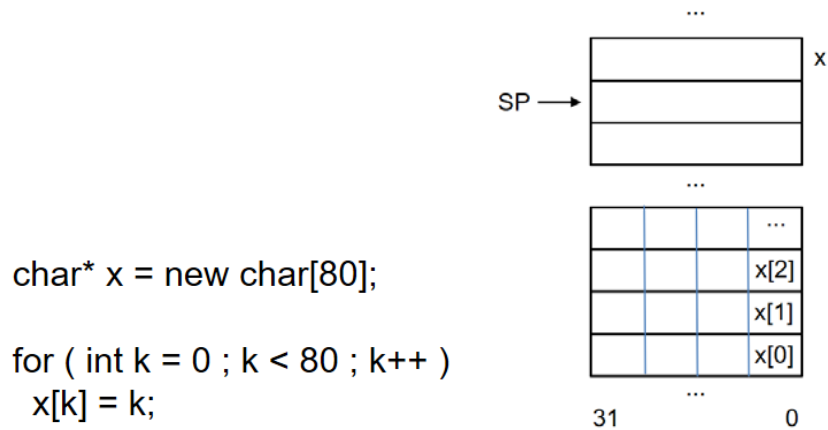 char* x = new char[80];
for ( int k = 0 ; k < 80 ; k++ )
x[k] = k;
...
x
SP
...
...
x[2]
x[1]
x[0]
...
31 0